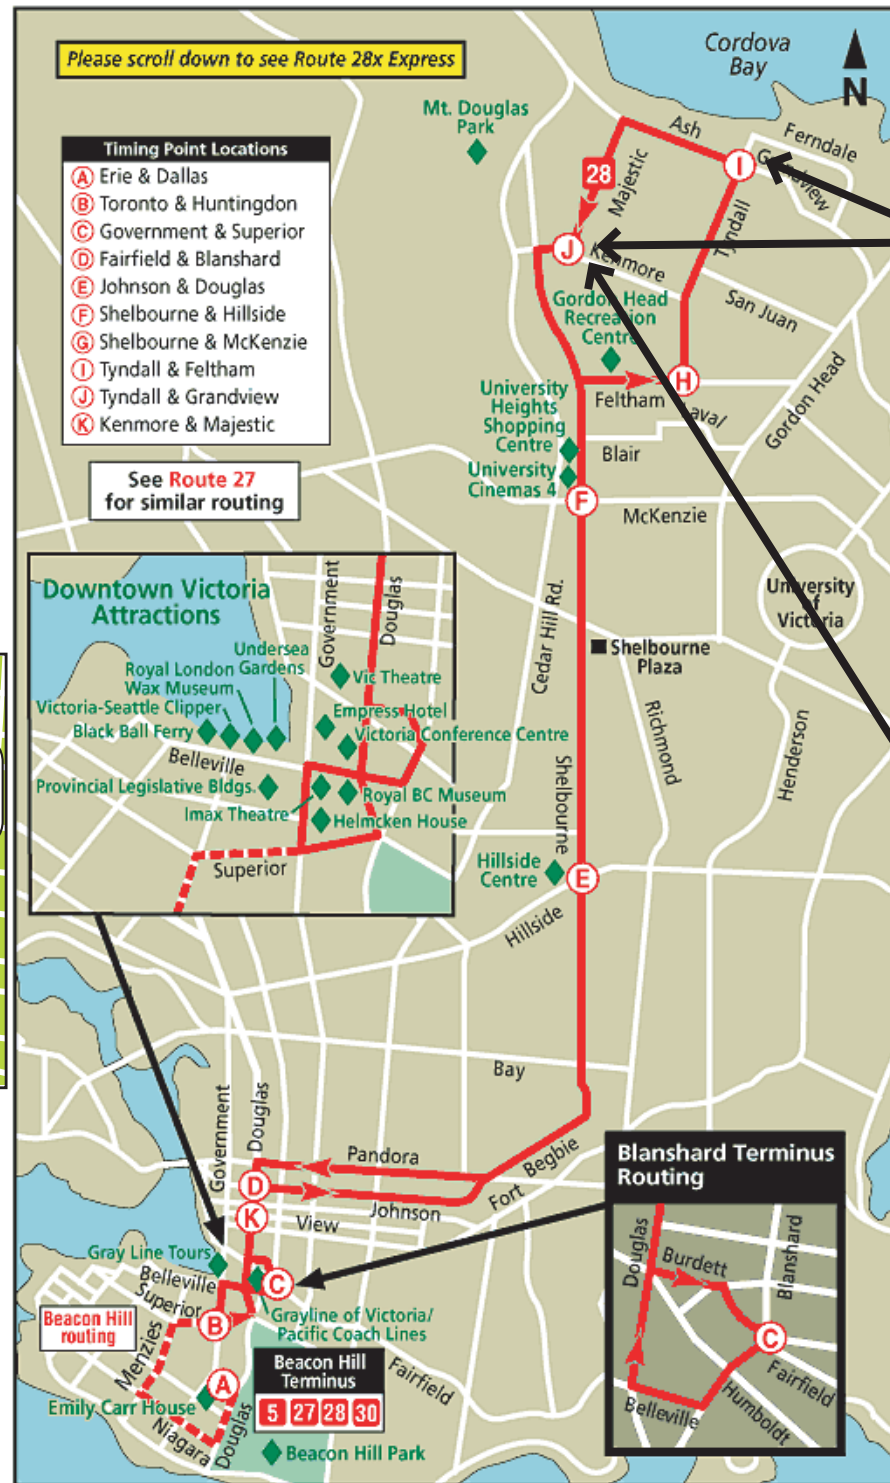 Please scroll down to see Route 28x Express
Cordova
Bay
N
Mt. Douglas
Park
Ash
Ferndale
Grandview
28
Majestic
I
Tyndall
J
Kenmore
San Juan
Timing Point Locations
A Erie & Dallas
B Toronto & Huntingdon
C Government & Superior
D Fairfield & Blanshard
E Johnson & Douglas
F Shelbourne & Hillside
G Shelbourne & McKenzie
I Tyndall & Feltham
J Tyndall & Grandview
K Kenmore & Majestic
See Route 27
for similar routing
Gordon Head
Recreation
Centre
H
Feltham
Laval
Gordon Head
University
Heights
Shopping
Centre
Blair
University
Cinemas 4
F
McKenzie
University
of
Victoria
Cedar Hill Rd.
Shelbourne
Plaza
Richmond
Henderson
Shelbourne
Hillside
Centre
E
Hillside
Downtown Victoria
Attractions
Government
Douglas
Undersea
Gardens
Royal London
Wax Museum
Vic Theatre
Victoria-Seattle Clipper
Empress Hotel
Black Ball Ferry
Victoria Conference Centre
Belleville
Provincial Legislative Bldgs.
Royal BC Museum
Imax Theatre
Helmcken House
Superior
Bay
Government
Douglas
Pandora
Begbie
D
Fort
Johnson
K
View
Gray Line Tours
Belleville
C
Superior
B
Grayline of Victoria/
Pacific Coach Lines
Beacon Hill
routing
Menzies
A
Emily Carr House
Niagara
Douglas
Beacon Hill
Terminus
5 27 28 30
Fairfield
Beacon Hill Park
Blanshard Terminus
Routing
Douglas
Burdett
Blanshard
C
Fairfield
Humboldt
Belleville